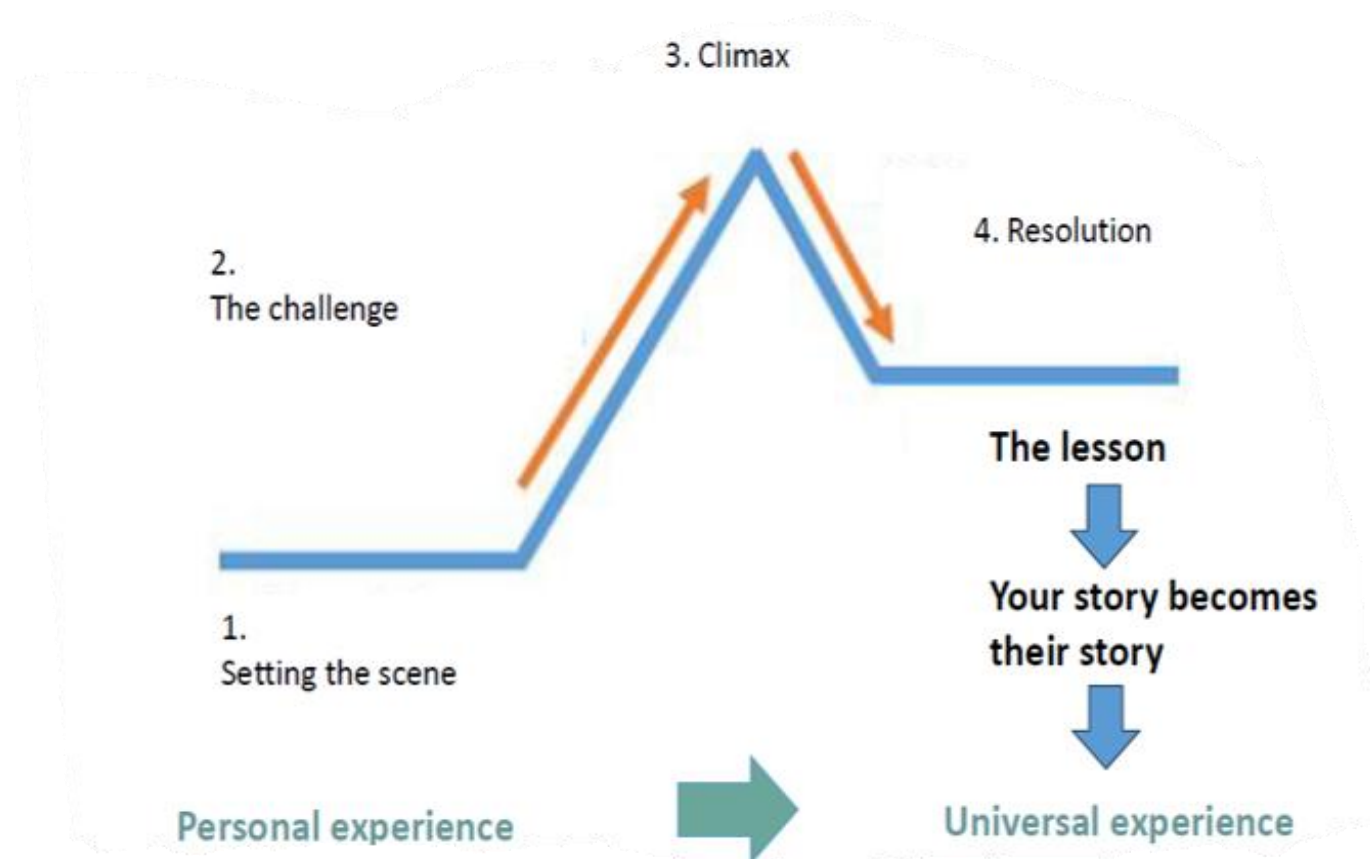 3. Climax
4. Resolution
2.
The challenge
The lesson
Your story becomes
their story
1.
Setting the scene
Personal experience
Universal experience